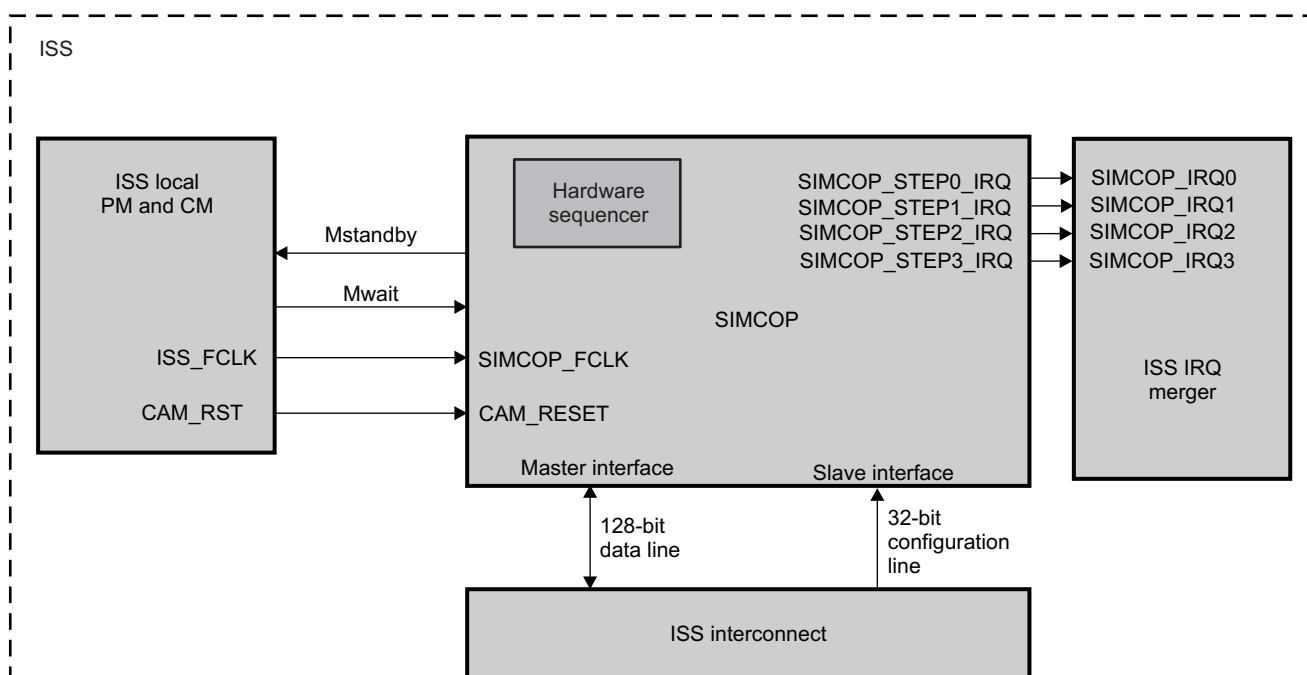 ISS
ISS local
PM and CM
Hardware
sequencer
SIMCOP_STEP0_IRQ
SIMCOP_STEP1_IRQ
SIMCOP_STEP2_IRQ
SIMCOP_STEP3_IRQ
SIMCOP_IRQ0
SIMCOP_IRQ1
SIMCOP_IRQ2
SIMCOP_IRQ3
Mstandby
Mwait
SIMCOP
ISS_FCLK
SIMCOP_FCLK
ISS IRQ
merger
CAM_RST
CAM_RESET
Master interface
Slave interface
128-bit
data line
32-bit
configuration
line
ISS interconnect